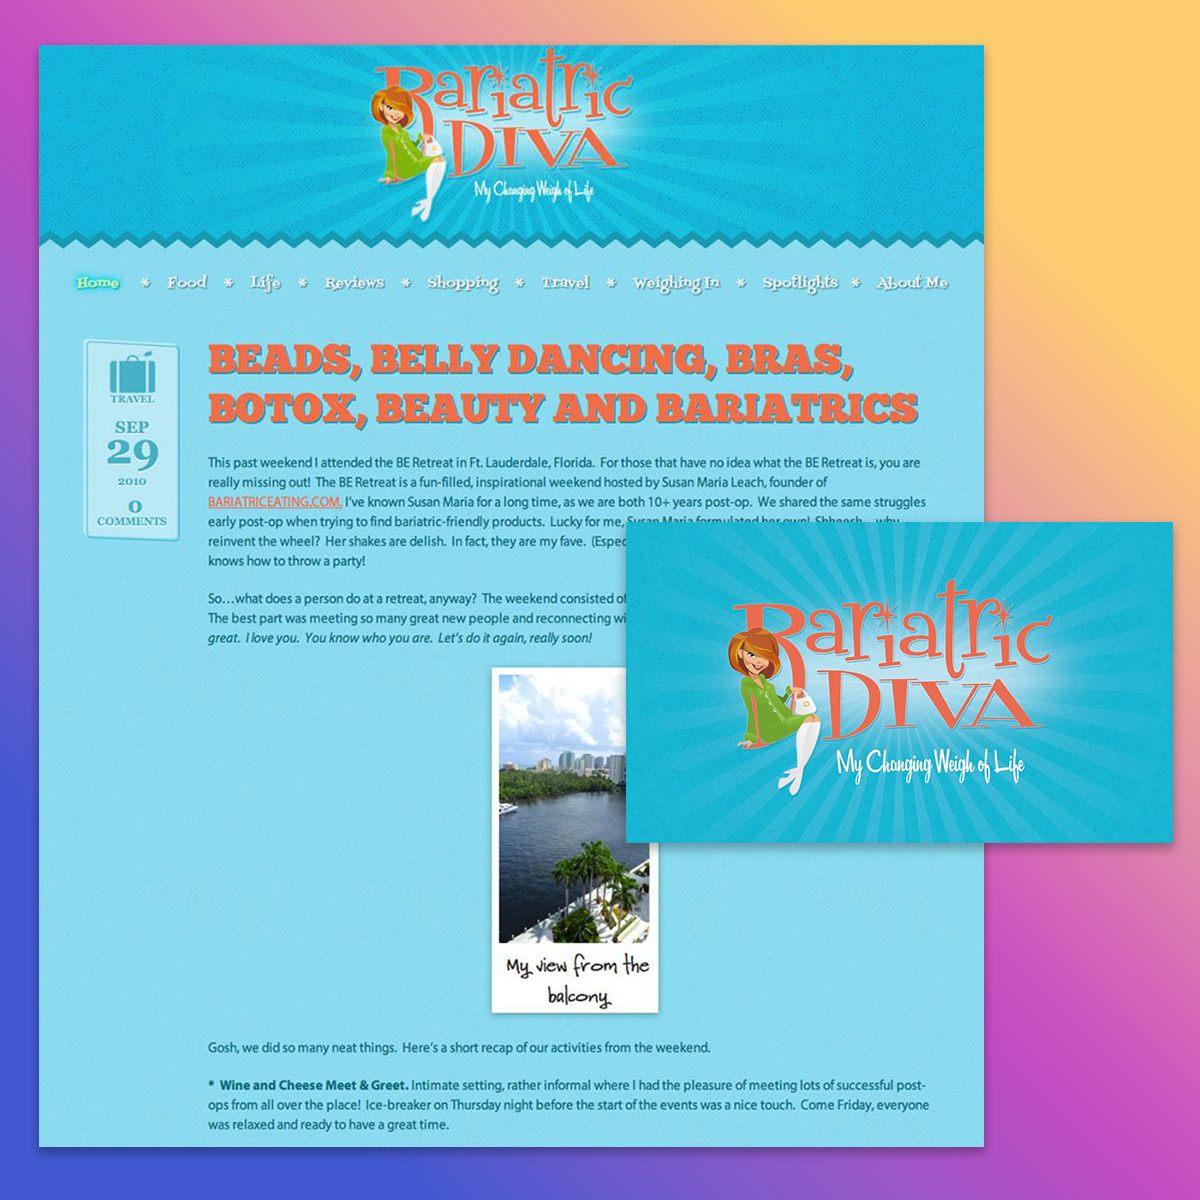 Bariatric
DIVA
My Changing Weigh of Life
Home * Food * Life * Reviews * Shopping * Travel * Weighing In * Spotlights * About Me
TRAVEL
SEP
29
2010
0
COMMENTS
BEADS, BELLY DANCING, BRAS,
BOTOX, BEAUTY AND BARIATRICS
This past weekend I attended the BE Retreat in Ft. Lauderdale, Florida. For those that have no idea what the BE Retreat is, you are
really missing out! The BE Retreat is a fun-filled, inspirational weekend hosted by Susan Maria Leach, founder of
BARIATRICEATING.COM. I've known Susan Maria for a long time, as we are both 10+ years post-op. We shared the same struggles
early post-op when trying to find bariatric-friendly products. Lucky for me, Susan Maria formulated her own! Shheesh... why
reinvent the wheel? Her shakes are delish. In fact, they are my fave. (Espec
knows how to throw a party!
So...what does a person do at a retreat, anyway? The weekend consisted of
The best part was meeting so many great new people and reconnecting wi
great. I love you. You know who you are. Let's do it again, really soon!
My view from the
balcony.
Gosh, we did so many neat things. Here's a short recap of our activities from the weekend.
* Wine and Cheese Meet & Greet. Intimate setting, rather informal where I had the pleasure of meeting lots of successful post-
ops from all over the place! Ice-breaker on Thursday night before the start of the events was a nice touch. Come Friday, everyone
was relaxed and ready to have a great time.
Bariatric
DIVA
My Changing Weigh of Life